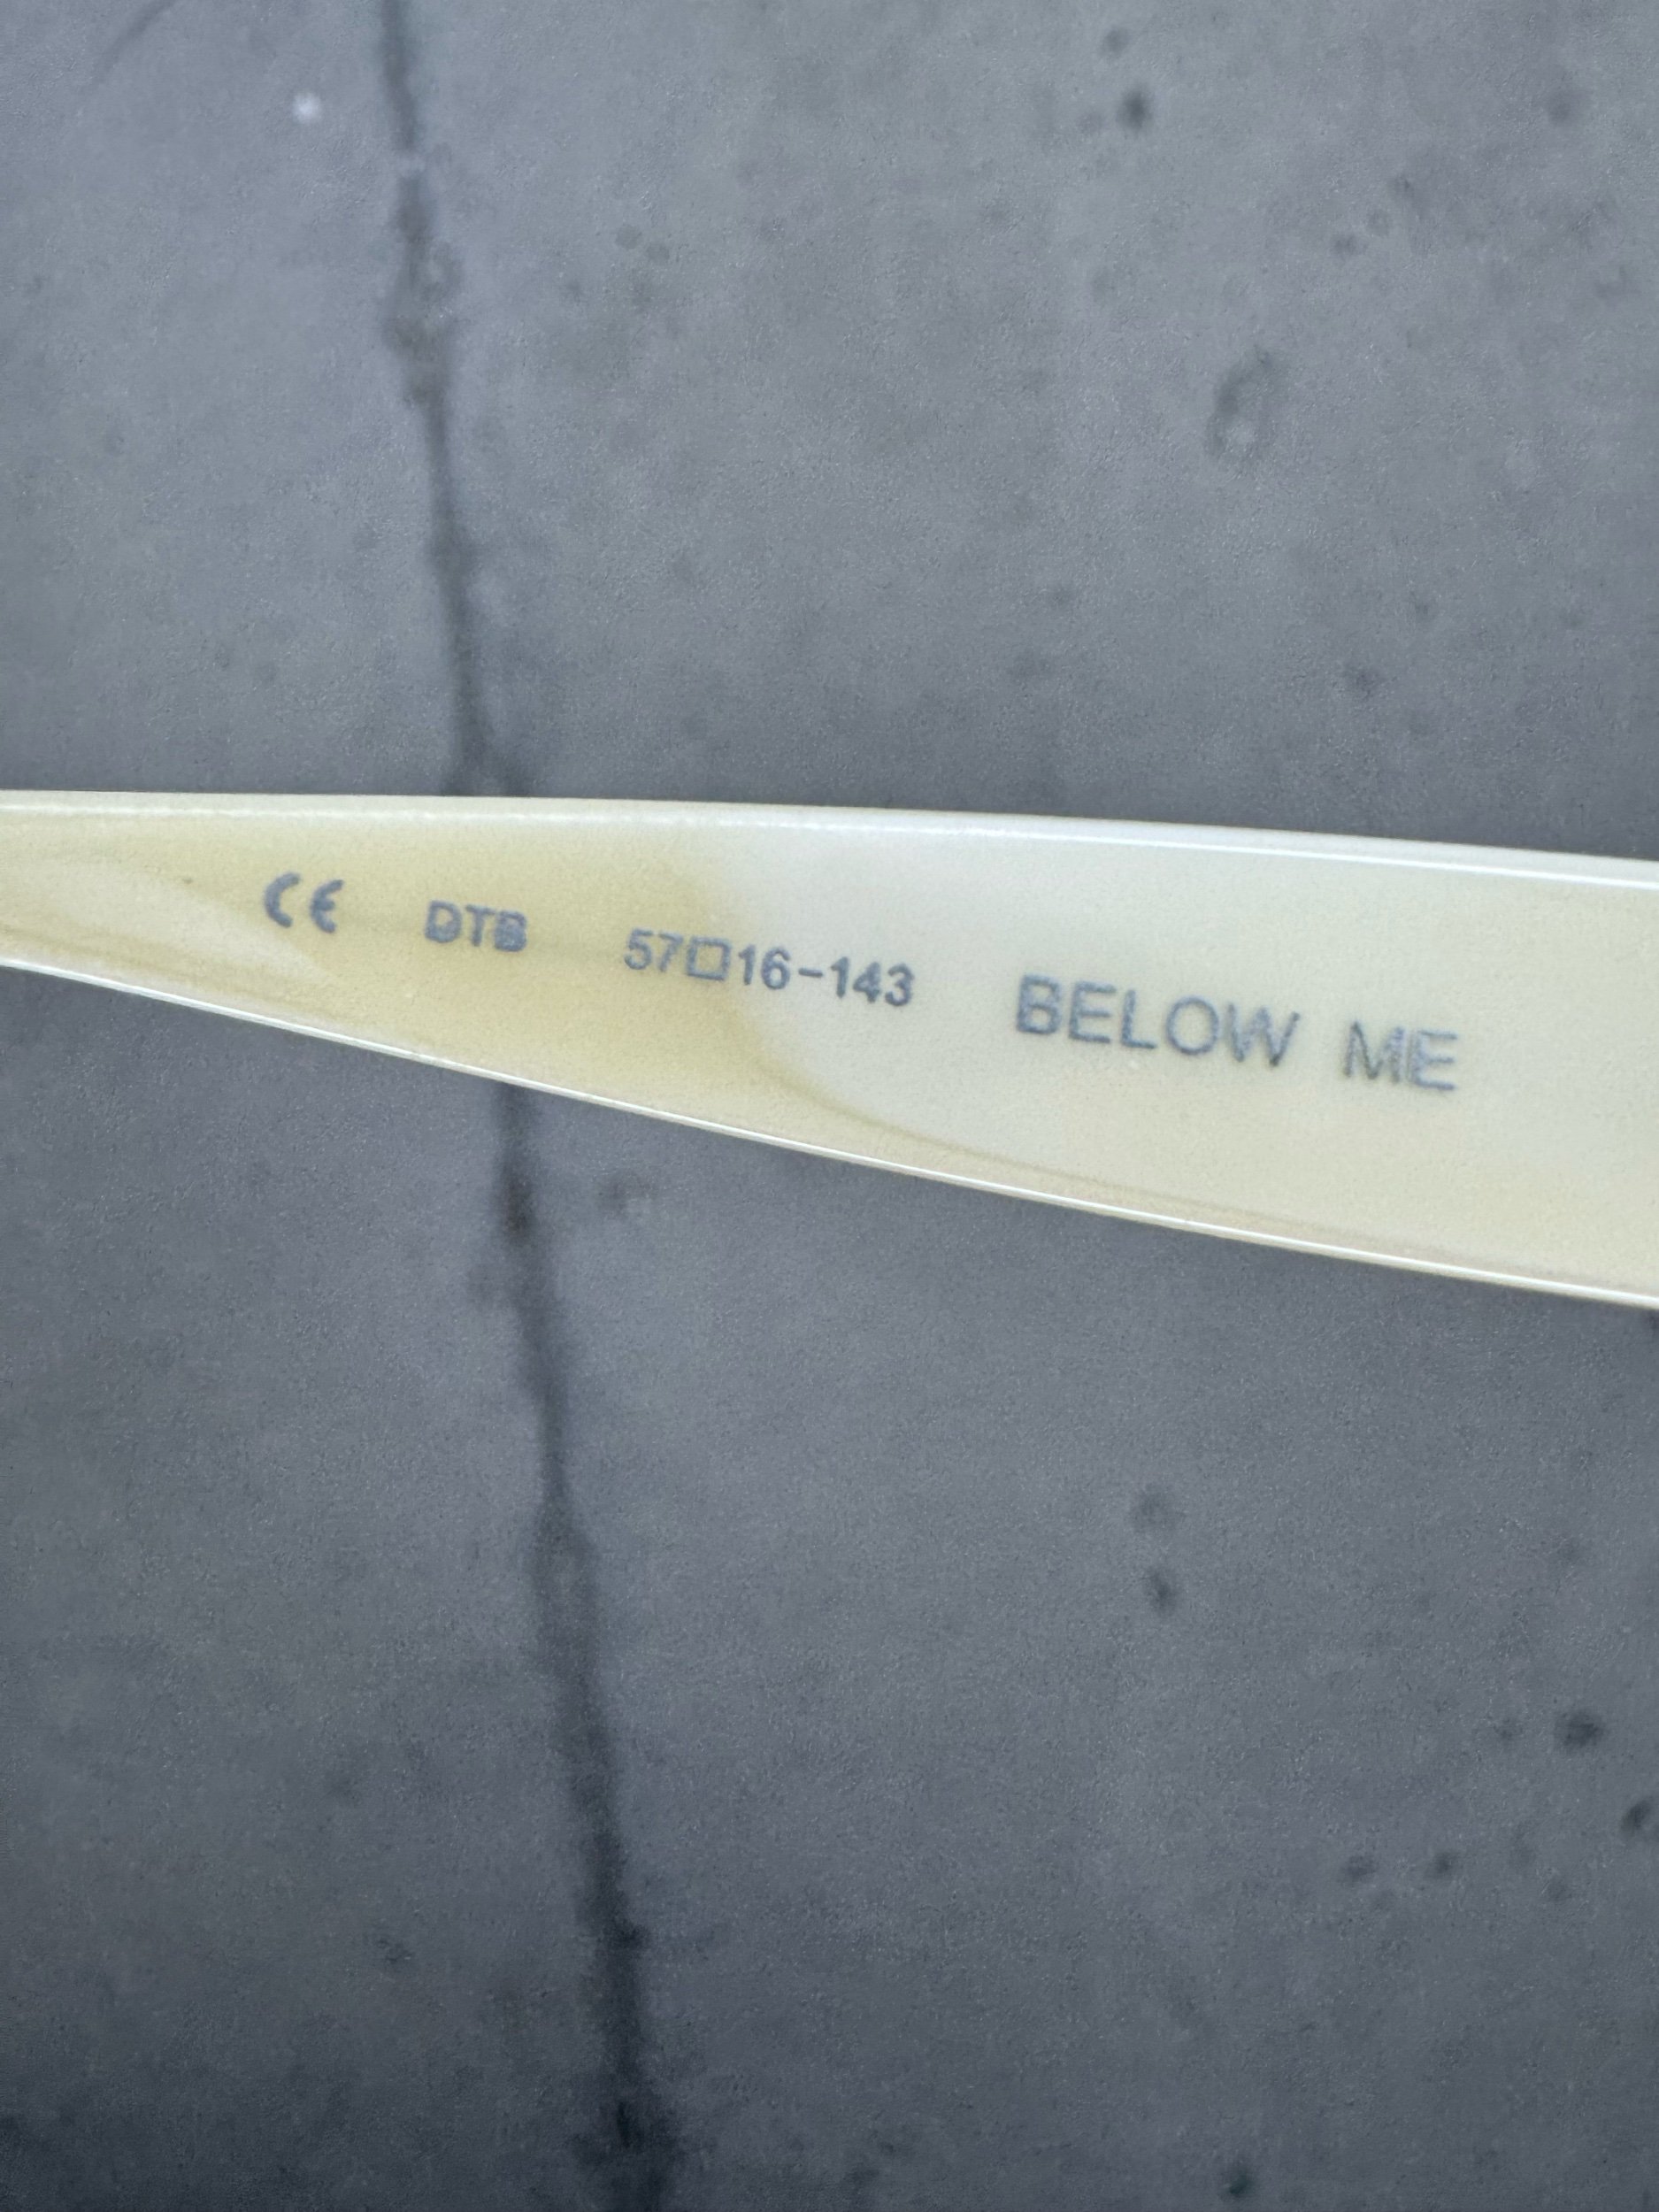 CE DTB 57□16-143 BELOW ME